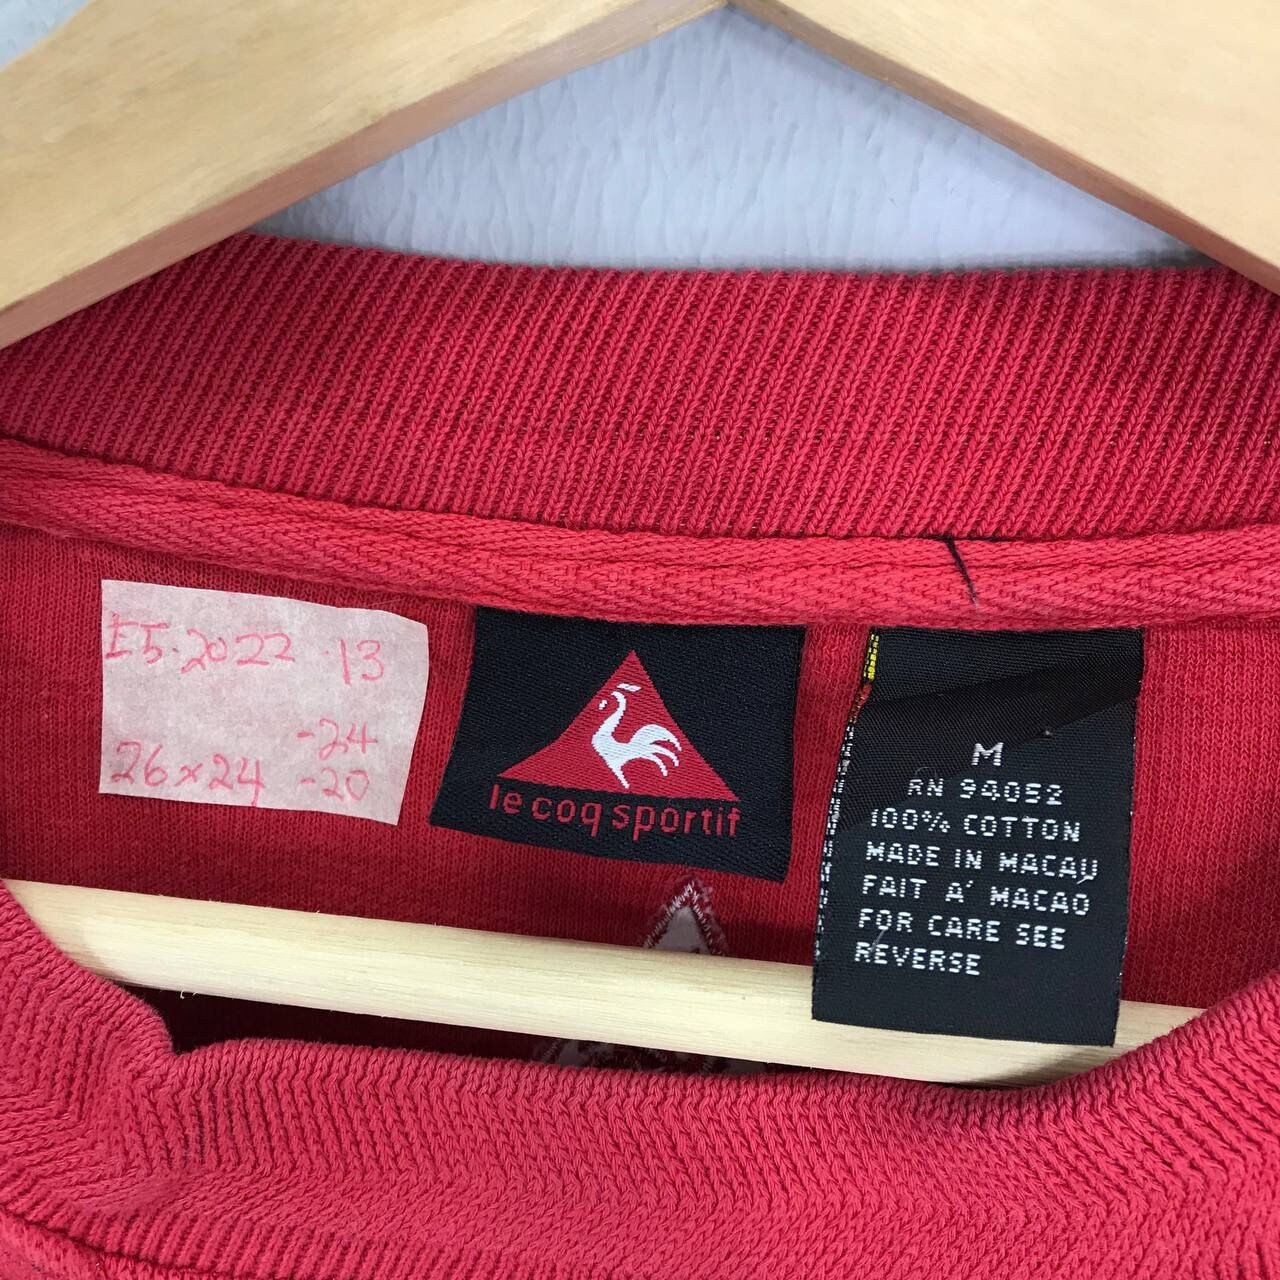 I5.2022 .13
-24
26x24 -20
le coq sportif
M
RN 94052
100% COTTON
MADE IN MACAU
FAIT A' MACAO
FOR CARE SEE
REVERSE